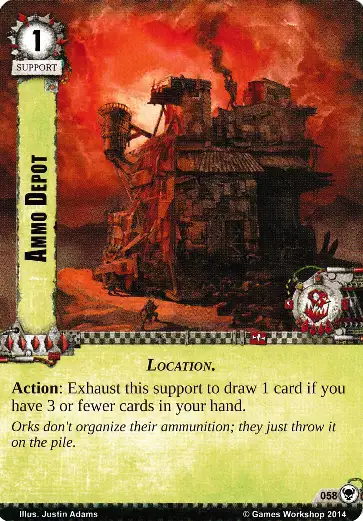 1
SUPPORT
AMMO DEPOT
LOCATION.
Action: Exhaust this support to draw 1 card if you
have 3 or fewer cards in your hand.
Orks don't organize their ammunition; they just throw it
on the pile.
058
Illus. Justin Adams
© Games Workshop 2014